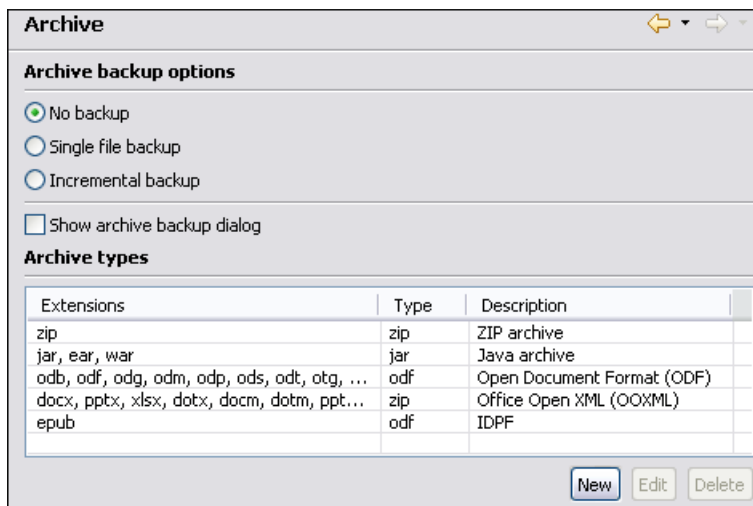 Archive
Archive backup options
No backup
Single file backup
Incremental backup
Show archive backup dialog
Archive types
Extensions Type Description
zip zip ZIP archive
jar, ear, war jar Java archive
odb, odf, odg, odm, odp, ods, odt, otg, ... odf Open Document Format (ODF)
docx, pptx, xlsx, dotx, docm, dotm, ppt... zip Office Open XML (OOXML)
epub odf IDPF
New Edit Delete